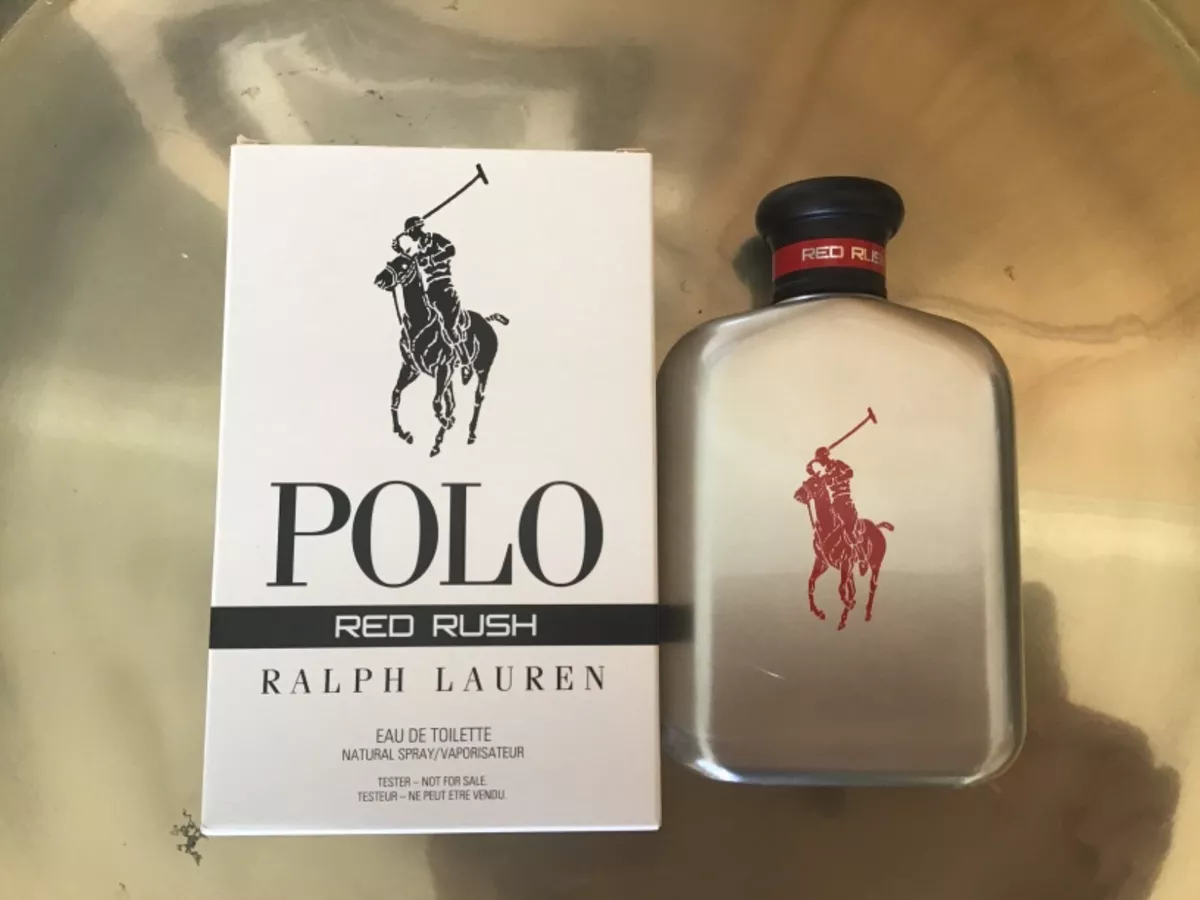 POLO
RED RUSH
RALPH LAUREN
EAU DE TOILETTE
NATURAL SPRAY/VAPORISATEUR
TESTER – NOT FOR SALE.
TESTEUR – NE PEUT ETRE VENDU.
RED RUS